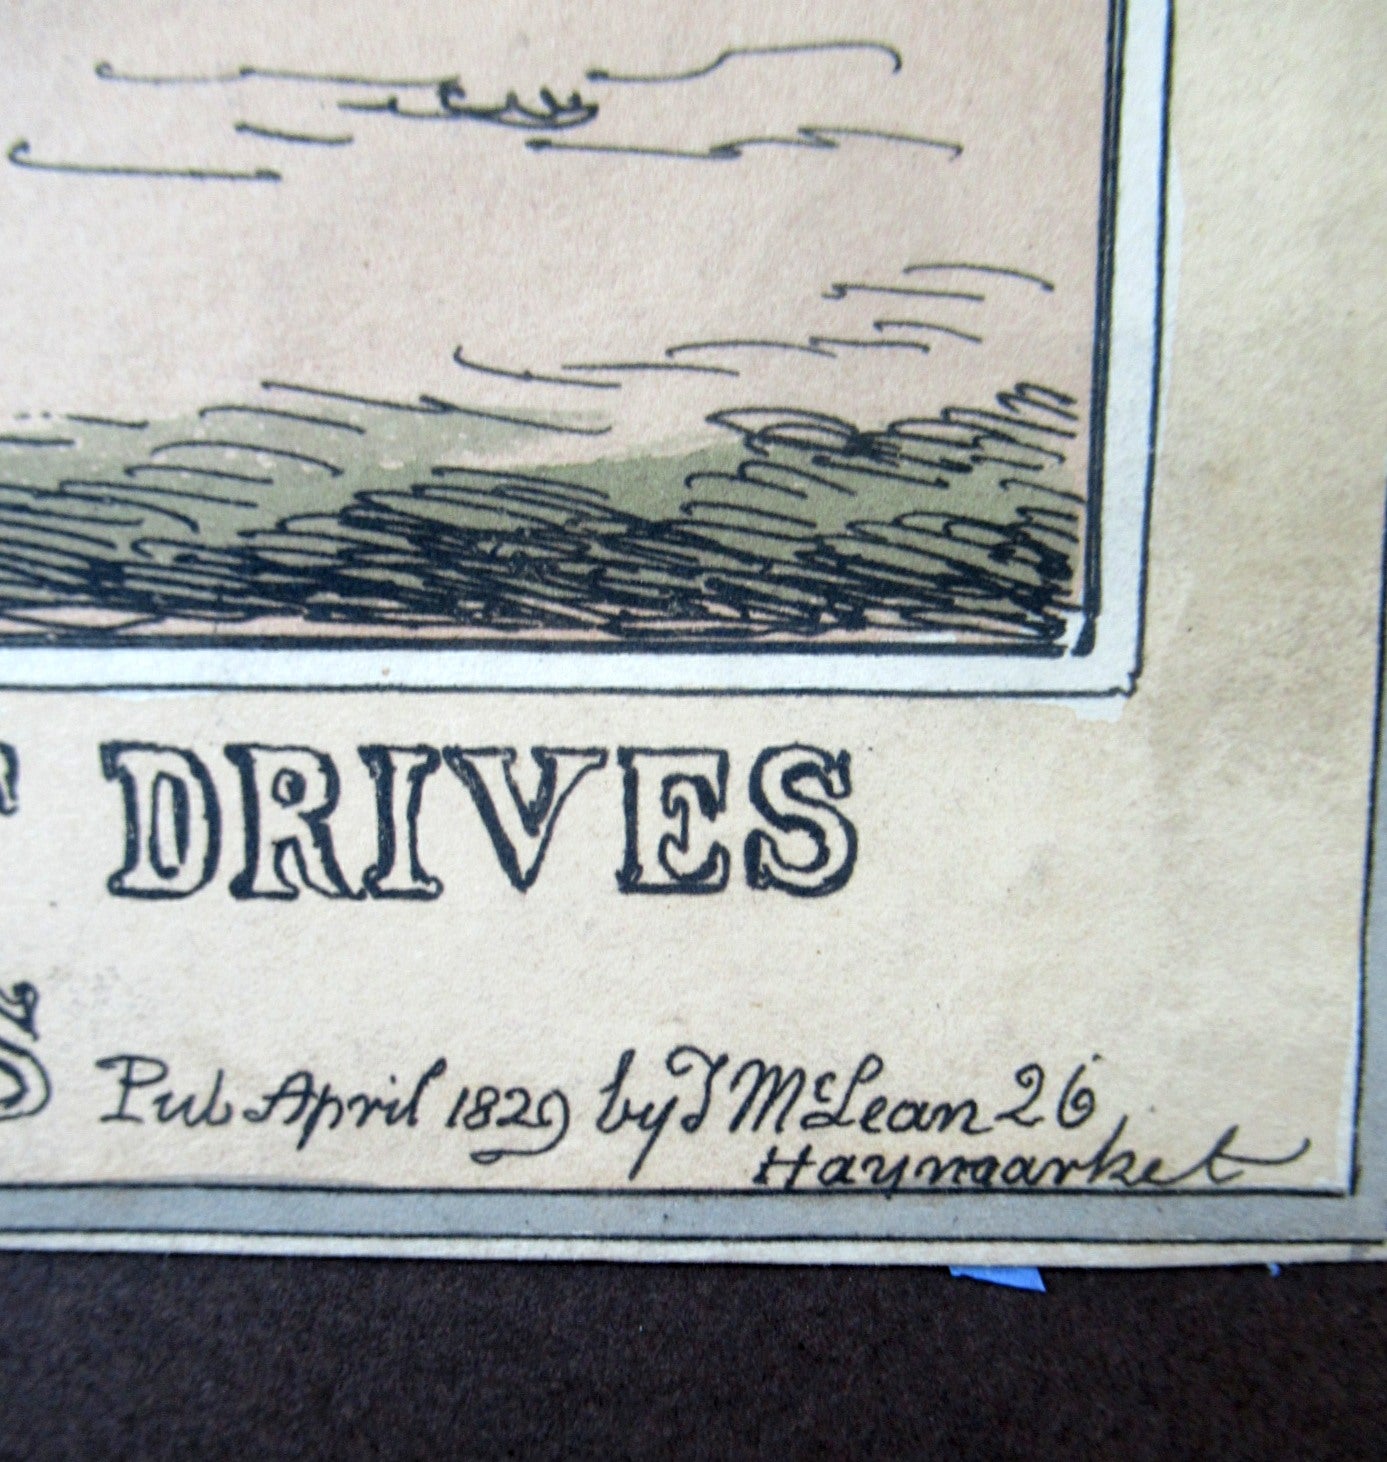 T DRIVES
S
Pub April 1829 by T McLean 26
Haymarket